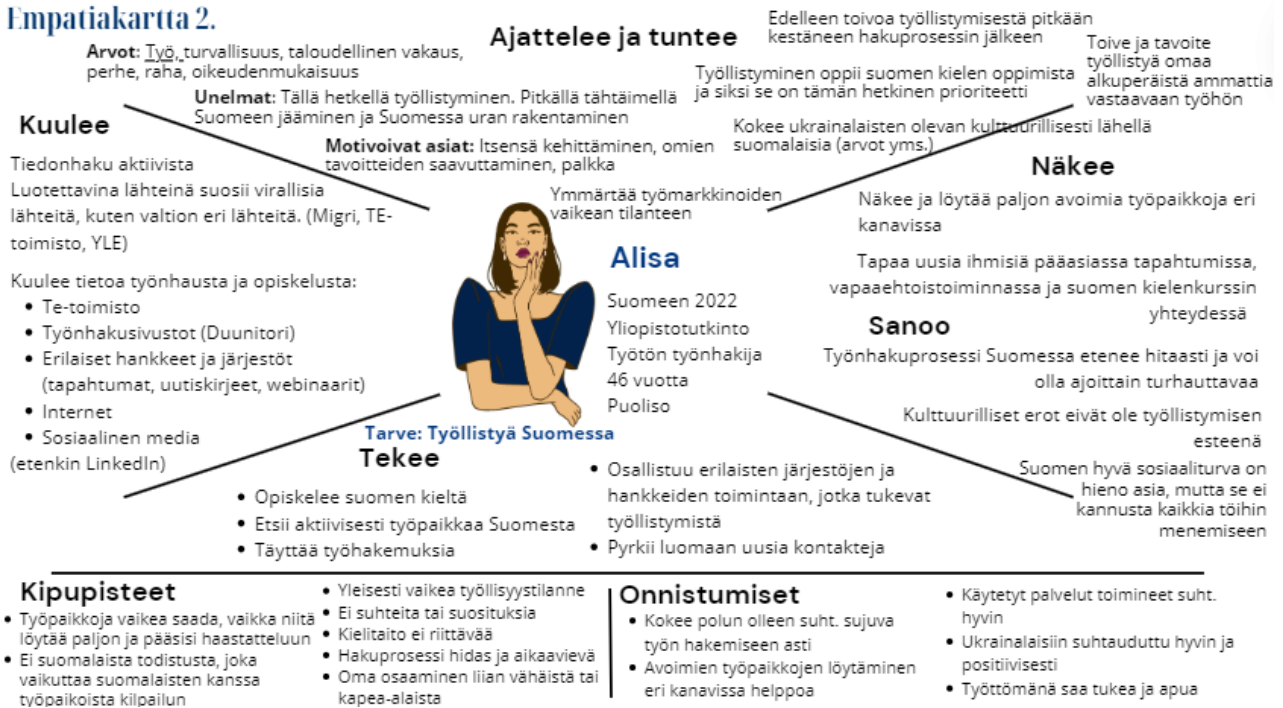 Empatiakartta 2.
Arvot: Työ, turvallisuus, taloudellinen vakaus,
perhe, raha, oikeudenmukaisuus
Unelmat: Tällä hetkellä työllistyminen. Pitkällä tähtäimellä
Suomeen jääminen ja Suomessa uran rakentaminen
Motivoivat asiat: Itsensä kehittäminen, omien
tavoitteiden saavuttaminen, palkka
Ajattelee ja tuntee
Edelleen toivoa työllistymisestä pitkään
kestäneen hakuprosessin jälkeen
Työllistyminen oppii suomen kielen oppimista
ja siksi se on tämän hetkinen prioriteetti
Toive ja tavoite
työllistyä omaa
alkuperäistä ammattia
vastaavaan työhön
Kokee ukrainalaisten olevan kulttuurillisesti lähellä
suomalaisia (arvot yms.)
Ymmärtää työmarkkinoiden
vaikean tilanteen
Kuulee
Tiedonhaku aktiivista
Luotettavina lähteinä suosii virallisia
lähteitä, kuten valtion eri lähteitä. (Migri, TE-
toimisto, YLE)
Kuulee tietoa työnhausta ja opiskelusta:
• Te-toimisto
• Työnhakusivustot (Duunitori)
• Erilaiset hankkeet ja järjestöt
(tapahtumat, uutiskirjeet, webinaarit)
• Internet
• Sosiaalinen media
(etenkin LinkedIn)
Alisa
Suomeen 2022
Yliopistotutkinto
Työtön työnhakija
46 vuotta
Puoliso
Tarve: Työllistyä Suomessa
Näkee
Näkee ja löytää paljon avoimia työpaikkoja eri
kanavissa
Tapaa uusia ihmisiä pääasiassa tapahtumissa,
vapaaehtoistoiminnassa ja suomen kielenkurssin
yhteydessä
Sanoo
Työnhakuprosessi Suomessa etenee hitaasti ja voi
olla ajoittain turhauttavaa
Kulttuurilliset erot eivät ole työllistymisen
esteenä
Suomen hyvä sosiaaliturva on
hieno asia, mutta se ei
kannusta kaikkia töihin
menemiseen
Tekee
• Opiskelee suomen kieltä
• Etsii aktiivisesti työpaikkaa Suomesta
• Täyttää työhakemuksia
• Osallistuu erilaisten järjestöjen ja
hankkeiden toimintaan, jotka tukevat
työllistymistä
• Pyrkii luomaan uusia kontakteja
Kipupisteet
• Työpaikkoja vaikea saada, vaikka niitä
löytää paljon ja pääsisi haastatteluun
• Ei suomalaista todistusta, joka
vaikuttaa suomalaisten kanssa
työpaikoista kilpailun
• Yleisesti vaikea työllisyystilanne
• Ei suhteita tai suosituksia
• Kielitaito ei riittävää
• Hakuprosessi hidas ja aikaavievä
• Oma osaaminen liian vähäistä tai
kapea-alaista
Onnistumiset
• Kokee polun olleen suht. sujuva
työn hakemiseen asti
• Avoimien työpaikkojen löytäminen
eri kanavissa helppoa
• Käytetyt palvelut toimineet suht.
hyvin
• Ukrainalaisiin suhtauduttu hyvin ja
positiivisesti
• Työttömänä saa tukea ja apua